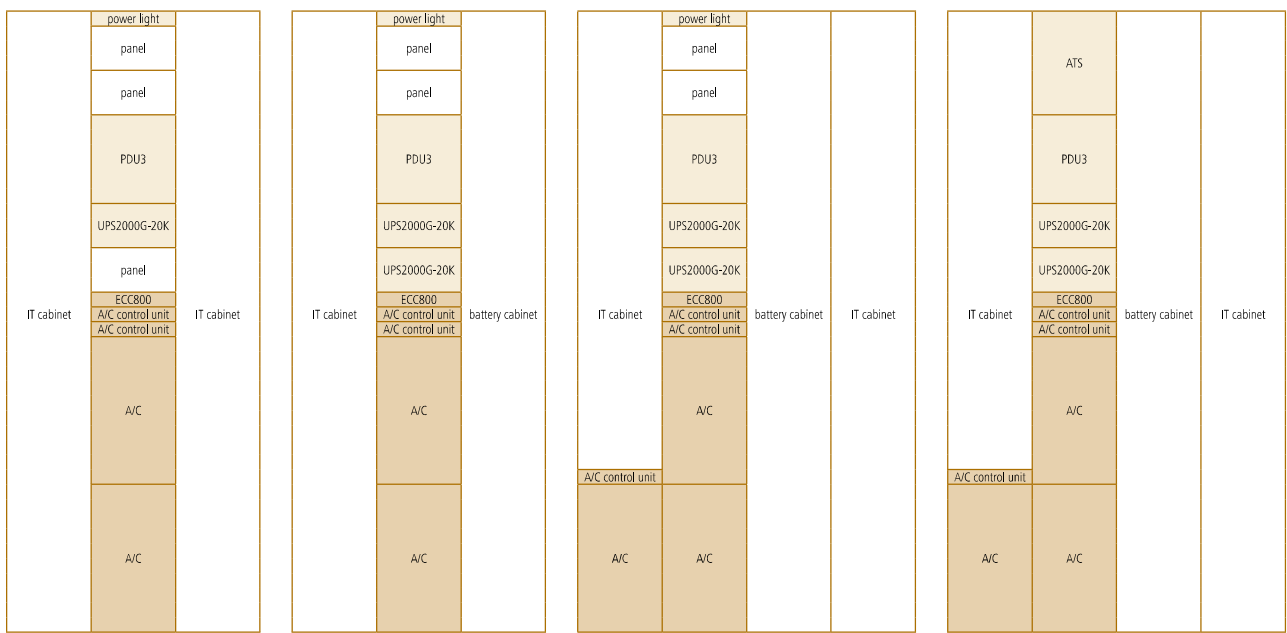 power light
panel
panel
PDU3
UPS2000G-20K
panel
ECC800
IT cabinet
A/C control unit
IT cabinet
A/C control unit
A/C
A/C
power light
panel
panel
PDU3
UPS2000G-20K
UPS2000G-20K
ECC800
IT cabinet
A/C control unit
battery cabinet
A/C control unit
A/C
A/C
power light
panel
panel
PDU3
UPS2000G-20K
UPS2000G-20K
ECC800
IT cabinet
A/C control unit
battery cabinet
IT cabinet
A/C control unit
A/C
A/C control unit
A/C
A/C
ATS
PDU3
UPS2000G-20K
UPS2000G-20K
ECC800
IT cabinet
A/C control unit
battery cabinet
IT cabinet
A/C control unit
A/C
A/C control unit
A/C
A/C